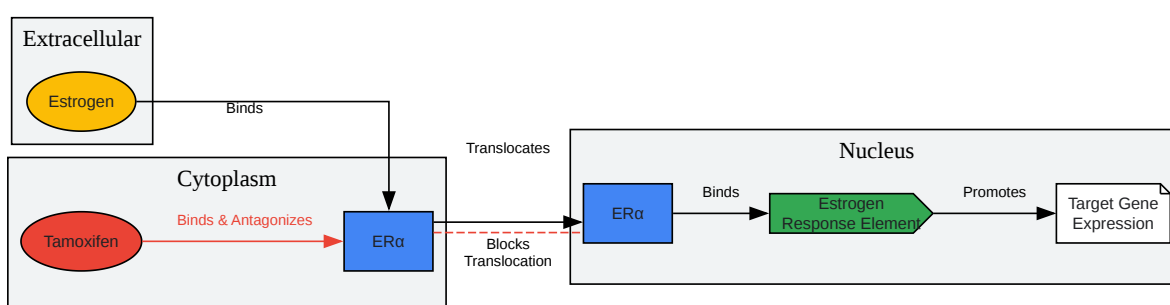 Extracellular
Estrogen
Binds
Translocates
Nucleus
Cytoplasm
Tamoxifen
Binds & Antagonizes
ERα
Blocks
Translocation
ERα
Binds
Estrogen
Response Element
Promotes
Target Gene
Expression